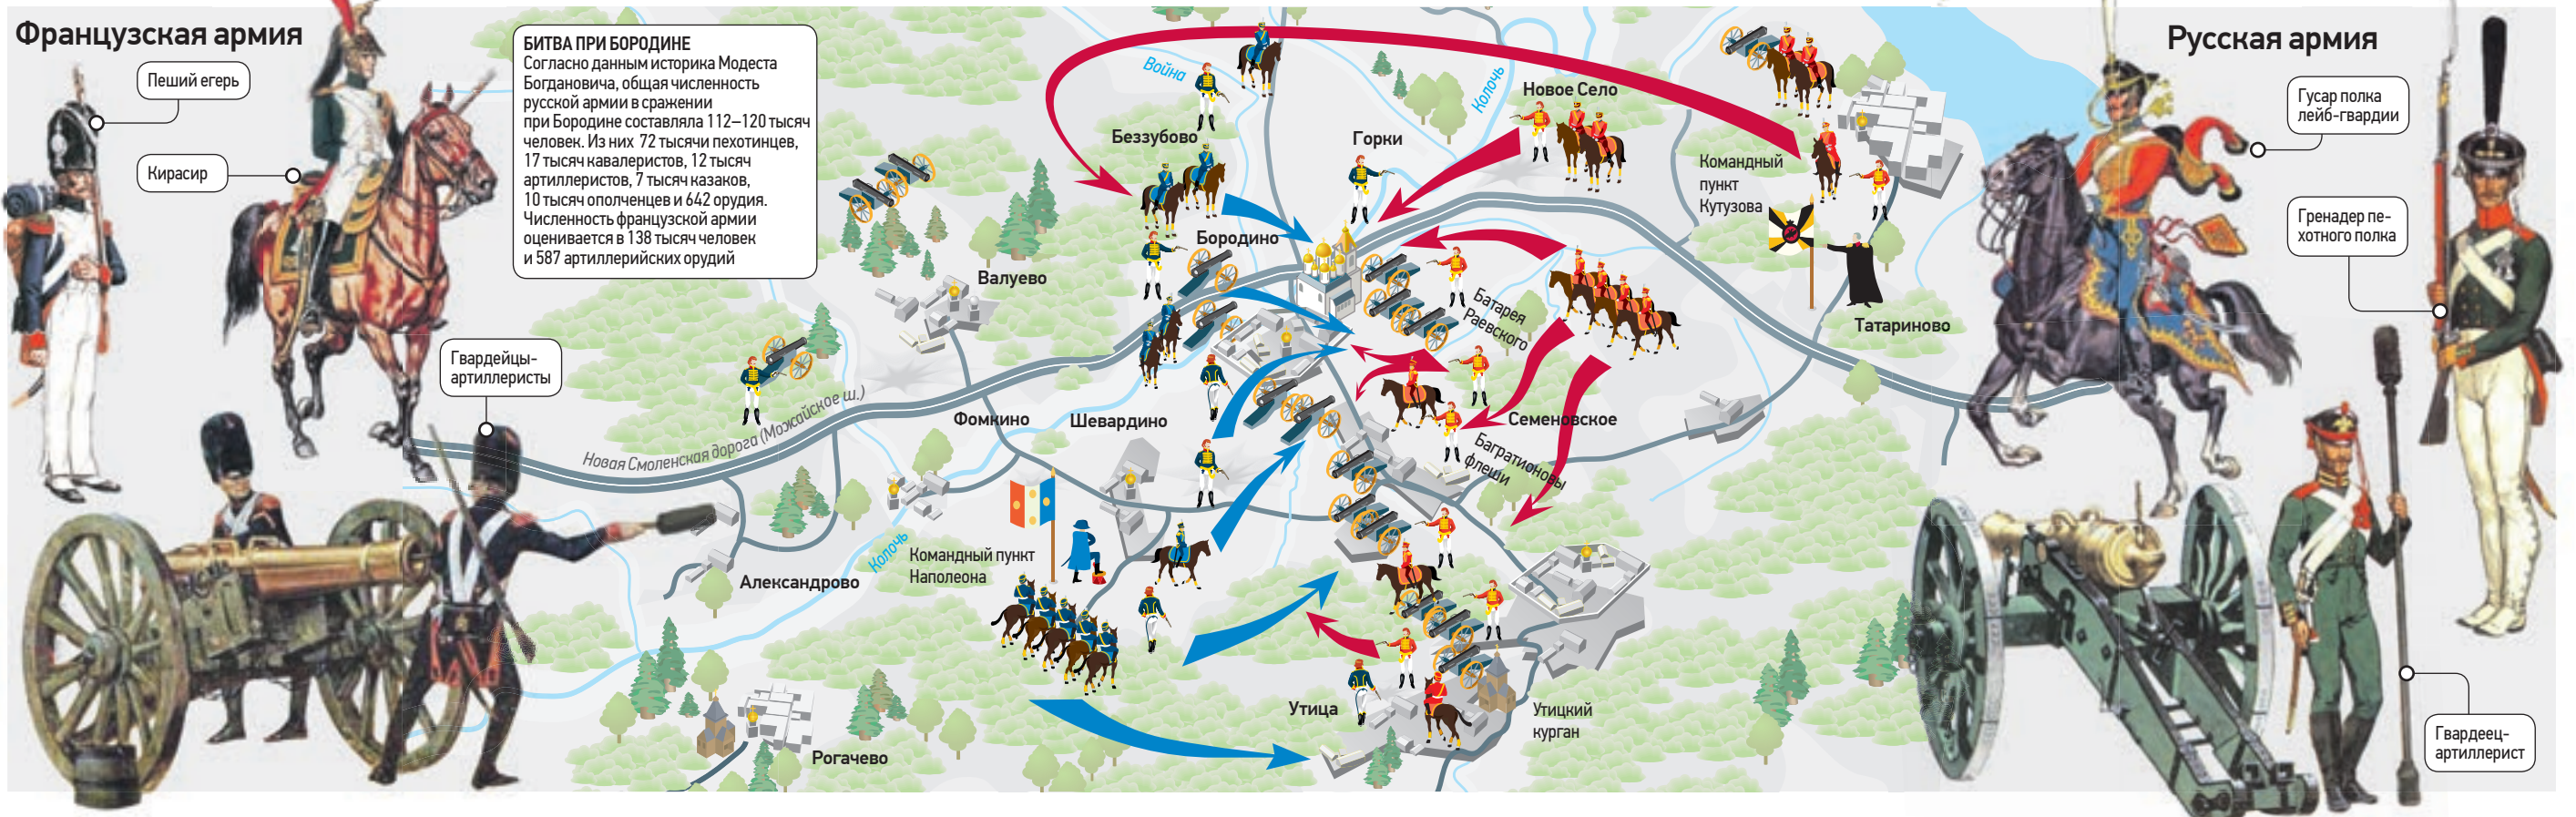 Французская армия
Пеший егерь
Кирасир
Гвардейцы-
артиллеристы
БИТВА ПРИ БОРОДИНЕ
Согласно данным историка Модеста
Богдановича, общая численность
русской армии в сражении
при Бородине составляла 112–120 тысяч
человек. Из них 72 тысячи пехотинцев,
17 тысяч кавалеристов, 12 тысяч
артиллеристов, 7 тысяч казаков,
10 тысяч ополченцев и 642 орудия.
Численность французской армии
оценивается в 138 тысяч человек
и 587 артиллерийских орудий
Война
Колочь
Новое Село
Беззубово
Горки
Командный
пункт
Кутузова
Бородино
Валуево
Батарея
Раевского
Татариново
Новая Смоленская дорога (Можайское ш.)
Фомкино
Шевардино
Семеновское
Багратионовы
флеши
Колочь
Командный пункт
Наполеона
Александрово
Утица
Утицкий
курган
Рогачево
Русская армия
Гусар полка
лейб-гвардии
Гренадер пе-
хотного полка
Гвардеец-
артиллерист